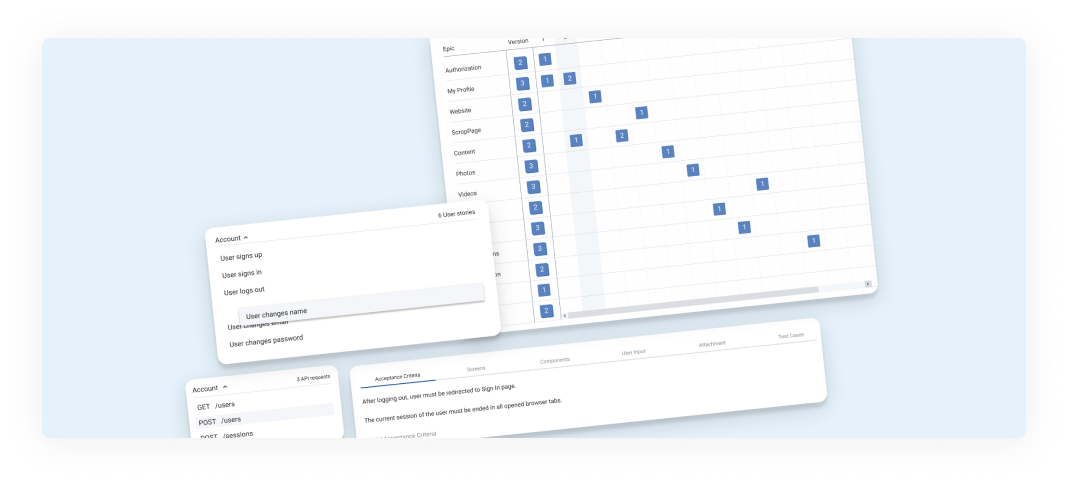 Epic Version
Authorization 2 1
My Profile 3 1 2
Website 2 1
ScropPage 2 1
Content 2 1 2
Photos 3 1
Videos 3 1
2 1
3 1
ns 3 1
on 2
1
2
Account 6 User stories
User signs up
User signs in
User logs out
User changes name
User changes email
User changes password
Account 3 API requests
GET /users
POST /users
POST /sessions
Acceptance Criteria Screens Components User Input Attachment Test Cases
After logging out, user must be redirected to Sign In page.
The current session of the user must be ended in all opened browser tabs.
Acceptance Criteria